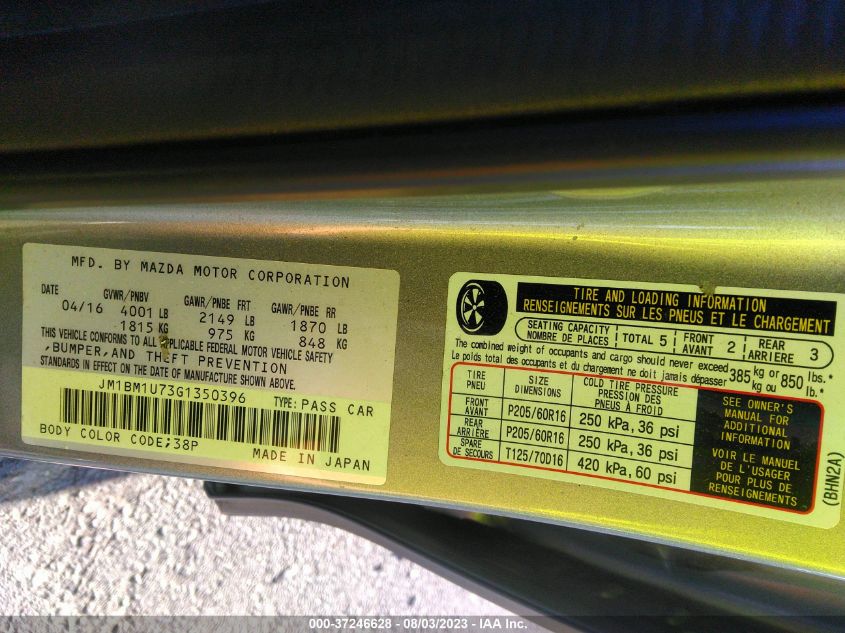 MFD. BY MAZDA MOTOR CORPORATION
DATE GVWR/PNBV GAWR/PNBE FRT GAWR/PNBE RR
04/16 4001 LB 2149 LB 1870 LB
1815 KG 975 KG 848 KG
THIS VEHICLE CONFORMS TO ALL APPLICABLE FEDERAL MOTOR VEHICLE SAFETY
,BUMPER,AND THEFT PREVENTION
STANDARDS IN EFFECT ON THE DATE OF MANUFACTURE SHOWN ABOVE.
JM1BM1U73G1350396 TYPE: PASS CAR
BODY COLOR CODE;38P MADE IN JAPAN
TIRE AND LOADING INFORMATION
RENSEIGNEMENTS SUR LES PNEUS ET LE CHARGEMENT
SEATING CAPACITY
NOMBRE DE PLACES
TOTAL 5
FRONT
AVANT 2
REAR
ARRIÈRE 3
The combined weight of occupants and cargo should never exceed 385 kg or 850 lbs.
Le poids total des occupants et du chargement ne doit jamais dépasser 385 kg ou 850 lb.
TIRE
PNEU
SIZE
DIMENSIONS
COLD TIRE PRESSURE
PRESSION DES
PNEUS À FROID
FRONT
AVANT
P205/60R16
250 kPa, 36 psi
REAR
ARRIÈRE
P205/60R16
250 kPa, 36 psi
SPARE
DE SECOURS
T125/70D16
420 kPa, 60 psi
SEE OWNER'S
MANUAL FOR
ADDITIONAL
INFORMATION
VOIR LE MANUEL
DE L'USAGER
POUR PLUS DE
RENSEIGNEMENTS
(BHN2A)
000-37246628 - 08/03/2023 - IAA Inc.